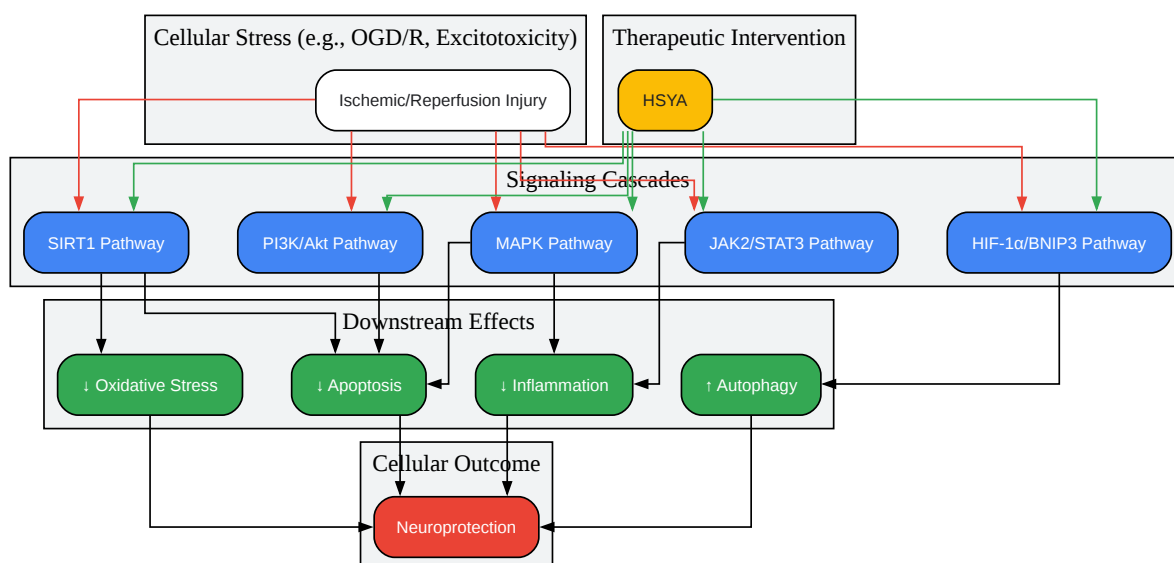 Cellular Stress (e.g., OGD/R, Excitotoxicity)
Therapeutic Intervention
Ischemic/Reperfusion Injury
HSYA
Signaling Cascades
SIRT1 Pathway
PI3K/Akt Pathway
MAPK Pathway
JAK2/STAT3 Pathway
HIF-1α/BNIP3 Pathway
Downstream Effects
↓ Oxidative Stress
↓ Apoptosis
↓ Inflammation
↑ Autophagy
Cellular Outcome
Neuroprotection